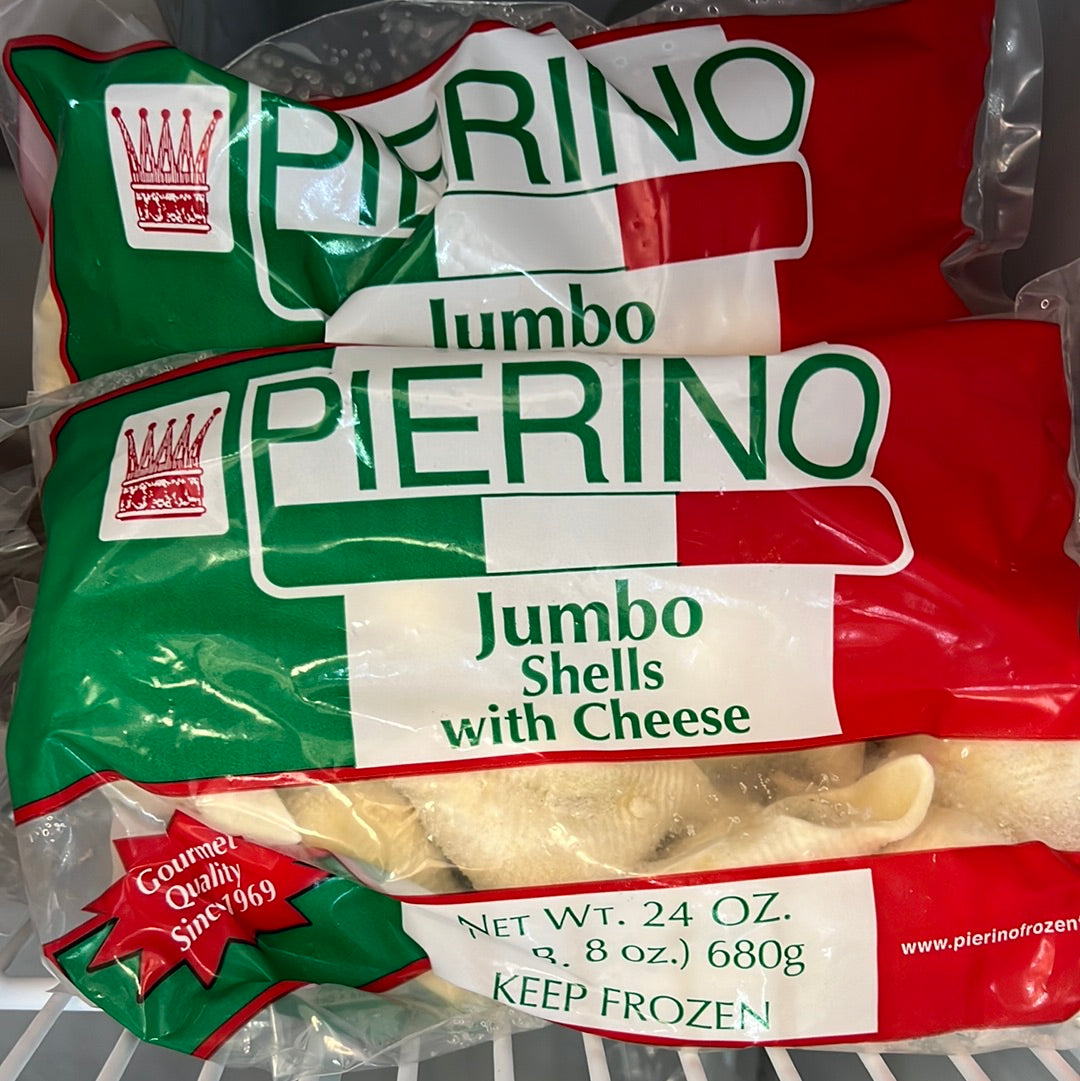 PIERINO
Jumbo
PIERINO
Jumbo
Shells
with Cheese
Gourmet
Quality
Since 1969
NET WT. 24 OZ.
8 oz.) 680g
KEEP FROZEN
www.pierinofrozen